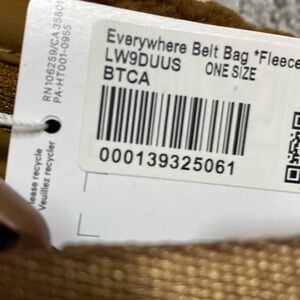 Everywhere Belt Bag *Fleece
LW9DUUS ONE SIZE
BTCA
000139325061
RN106259/CA35801
PA-HT001-0955
Please recycle
Veuillez recycler